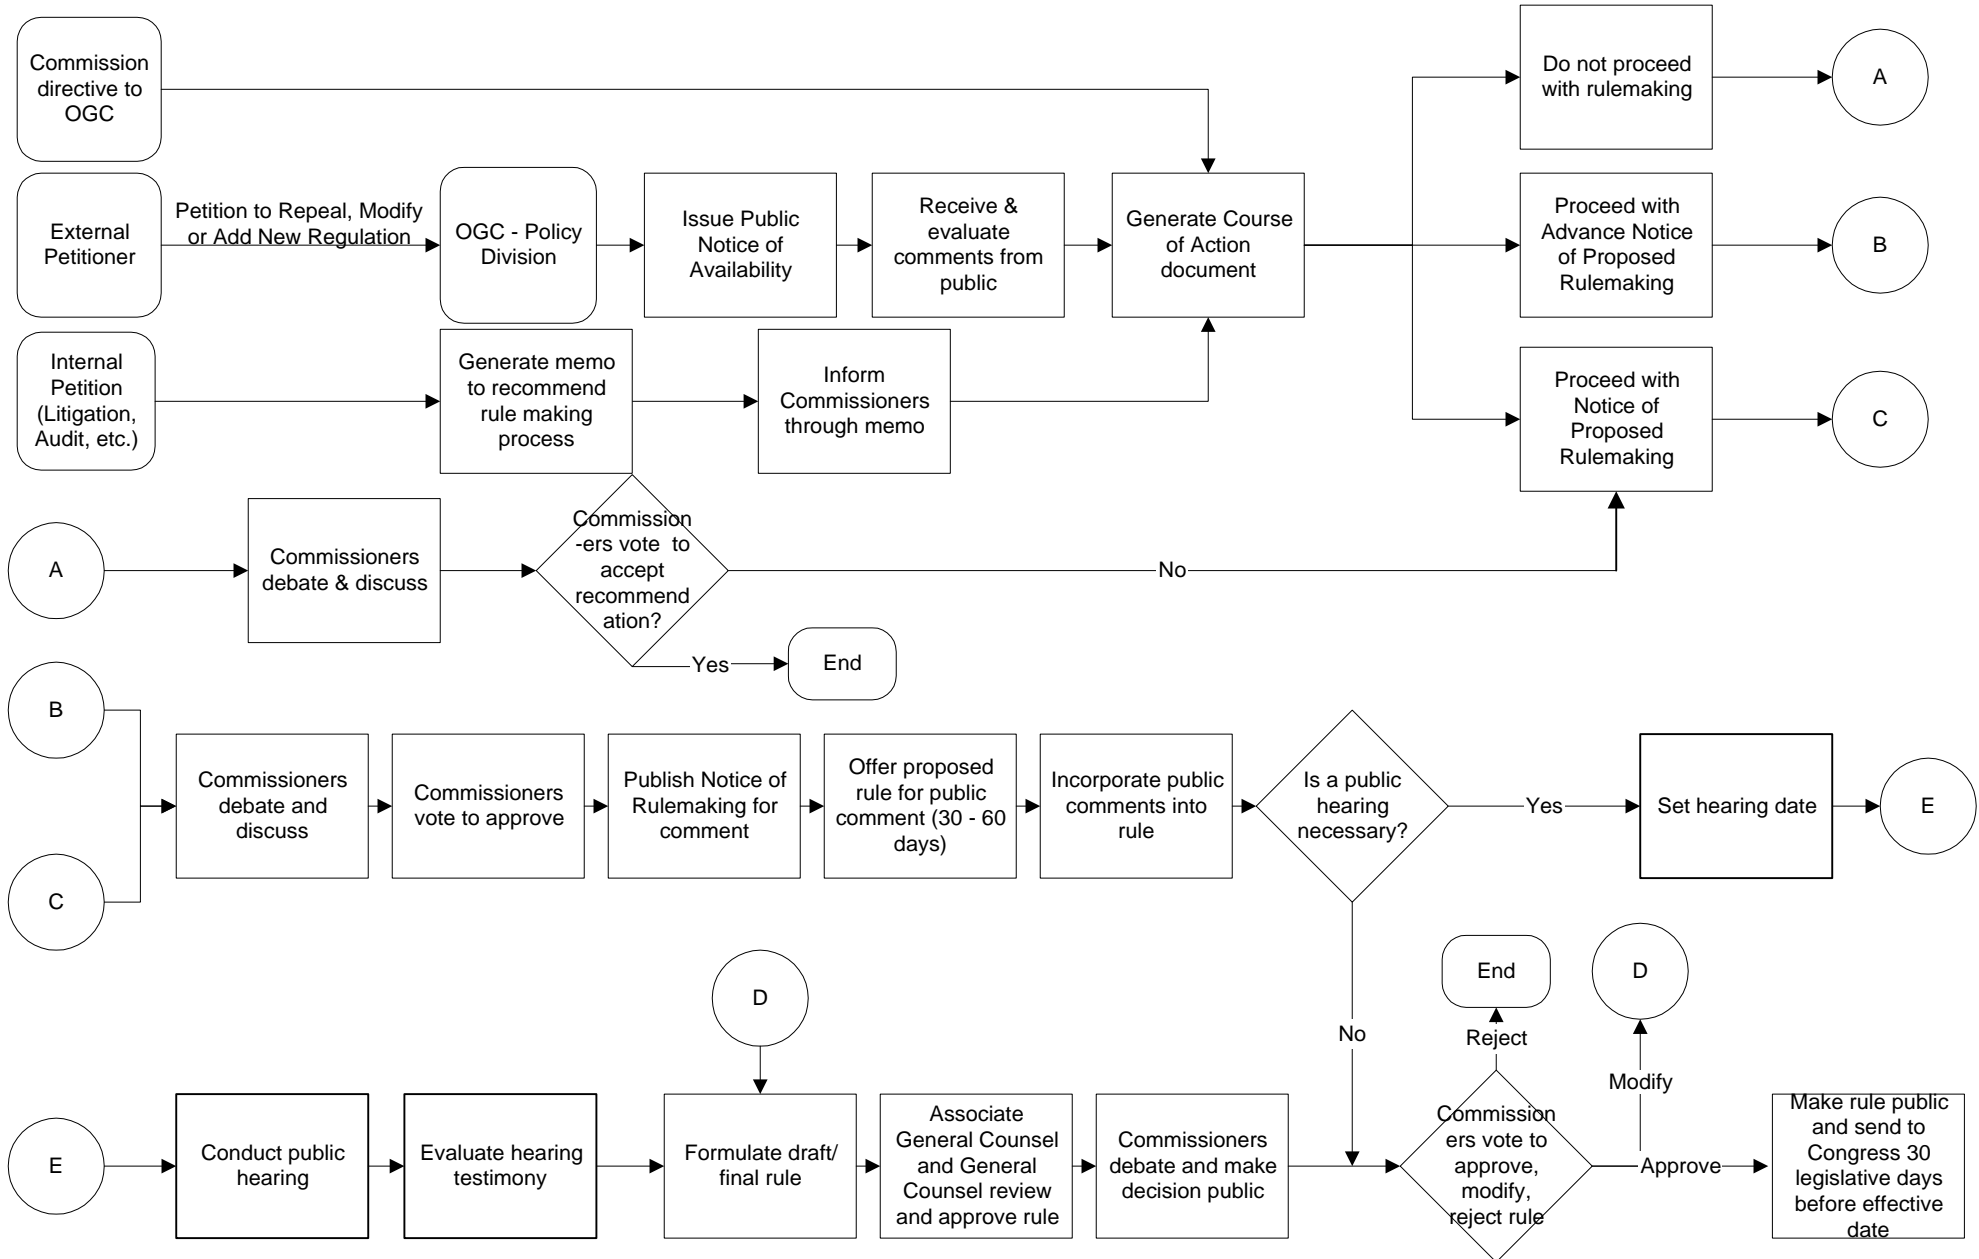 Commission
directive to
OGC
Do not proceed
with rulemaking
A
External
Petitioner
Petition to Repeal, Modify
or Add New Regulation
OGC - Policy
Division
Issue Public
Notice of
Availability
Receive &
evaluate
comments from
public
Generate Course
of Action
document
Proceed with
Advance Notice
of Proposed
Rulemaking
B
Internal
Petition
(Litigation,
Audit, etc.)
Generate memo
to recommend
rule making
process
Inform
Commissioners
through memo
Proceed with
Notice of
Proposed
Rulemaking
C
A
Commissioners
debate & discuss
Commission
-ers vote to
accept
recommend
ation?
No
Yes
End
B
C
Commissioners
debate and
discuss
Commissioners
vote to approve
Publish Notice of
Rulemaking for
comment
Offer proposed
rule for public
comment (30 - 60
days)
Incorporate public
comments into
rule
Is a public
hearing
necessary?
Yes
Set hearing date
E
No
D
End
Reject
D
Modify
E
Conduct public
hearing
Evaluate hearing
testimony
Formulate draft/
final rule
Associate
General Counsel
and General
Counsel review
and approve rule
Commissioners
debate and make
decision public
Commission
ers vote to
approve,
modify,
reject rule
Approve
Make rule public
and send to
Congress 30
legislative days
before effective
date